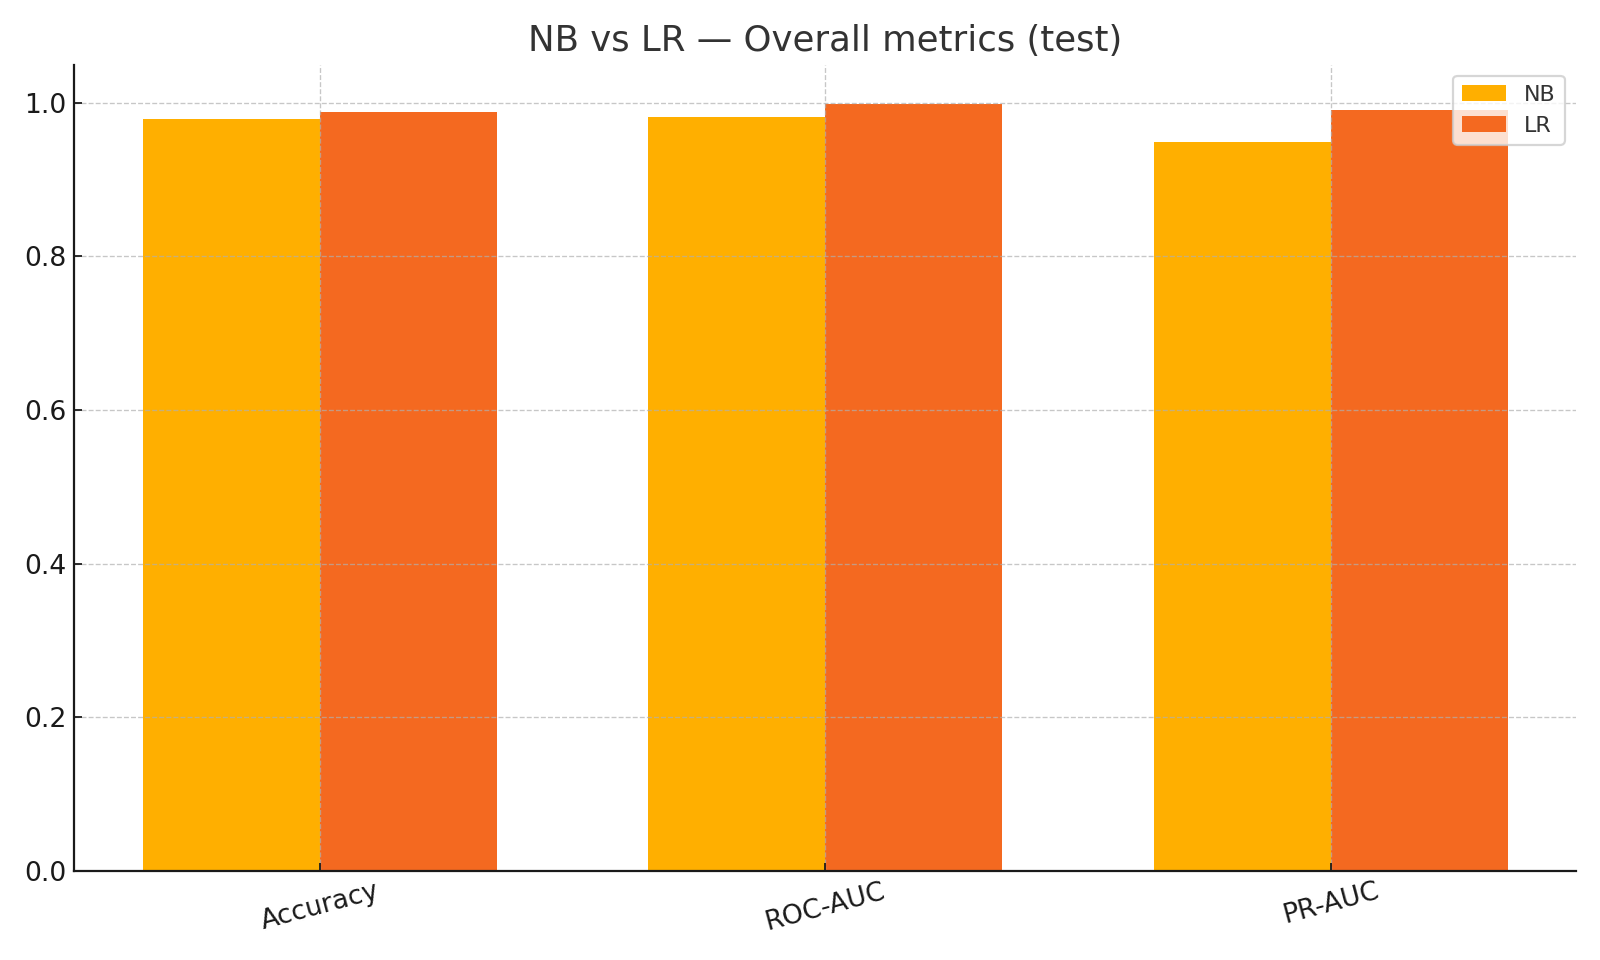 NB vs LR — Overall metrics (test)
NB
LR
1.0
0.8
0.6
0.4
0.2
0.0
Accuracy
ROC-AUC
PR-AUC